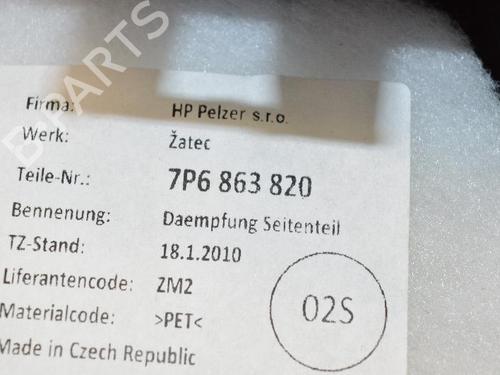 B-PARTS
Firma: HP Pelzer s.r.o.
Werk: Žatec
Teile-Nr.: 7P6 863 820
Bennenung: Daempfung Seitenteil
TZ-Stand: 18.1.2010
Liferantencode: ZM2
Materialcode: >PET<
Made in Czech Republic
02S